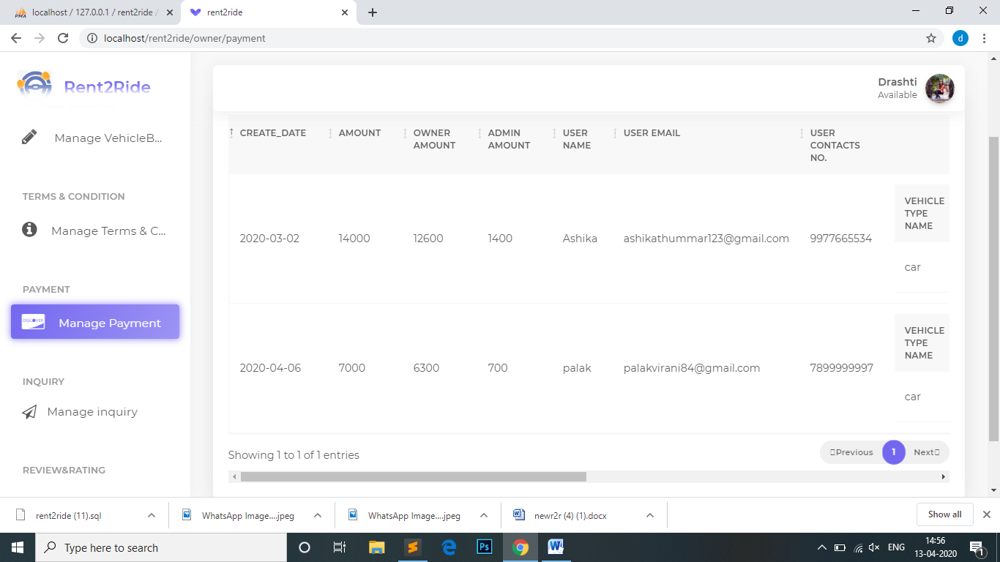 localhost / 127.0.0.1 / rent2ride /
rent2ride
localhost/rent2ride/owner/payment
d
Rent2Ride
Drashti
Available
Manage VehicleB...
TERMS & CONDITION
Manage Terms & C...
PAYMENT
DISCOVER
Manage Payment
INQUIRY
Manage inquiry
REVIEW&RATING
CREATE_DATE AMOUNT OWNER AMOUNT ADMIN AMOUNT USER NAME USER EMAIL USER CONTACTS NO.
VEHICLE TYPE NAME
2020-03-02 14000 12600 1400 Ashika ashikathummar123@gmail.com 9977665534
car
VEHICLE TYPE NAME
2020-04-06 7000 6300 700 palak palakvirani84@gmail.com 7899999997
car
Showing 1 to 1 of 1 entries
Previous 1 Next
rent2ride (11).sql
WhatsApp Image....jpeg
WhatsApp Image....jpeg
newr2r (4) (1).docx
Show all
Type here to search
ENG
14:56
13-04-2020
1